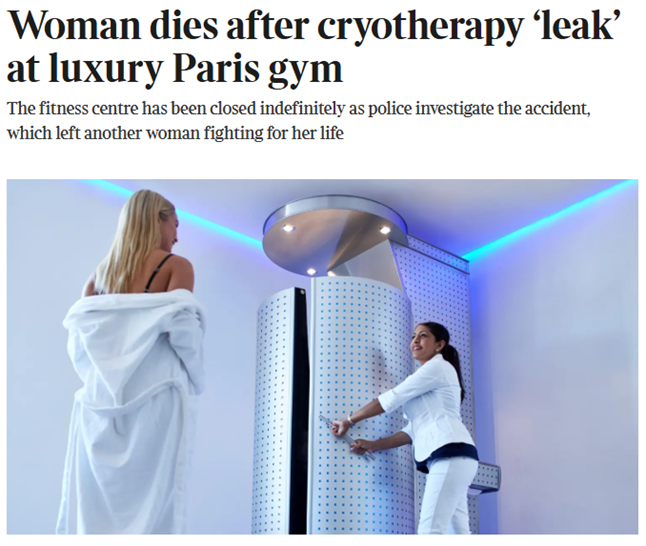 Woman dies after cryotherapy ‘leak’
at luxury Paris gym
The fitness centre has been closed indefinitely as police investigate the accident,
which left another woman fighting for her life